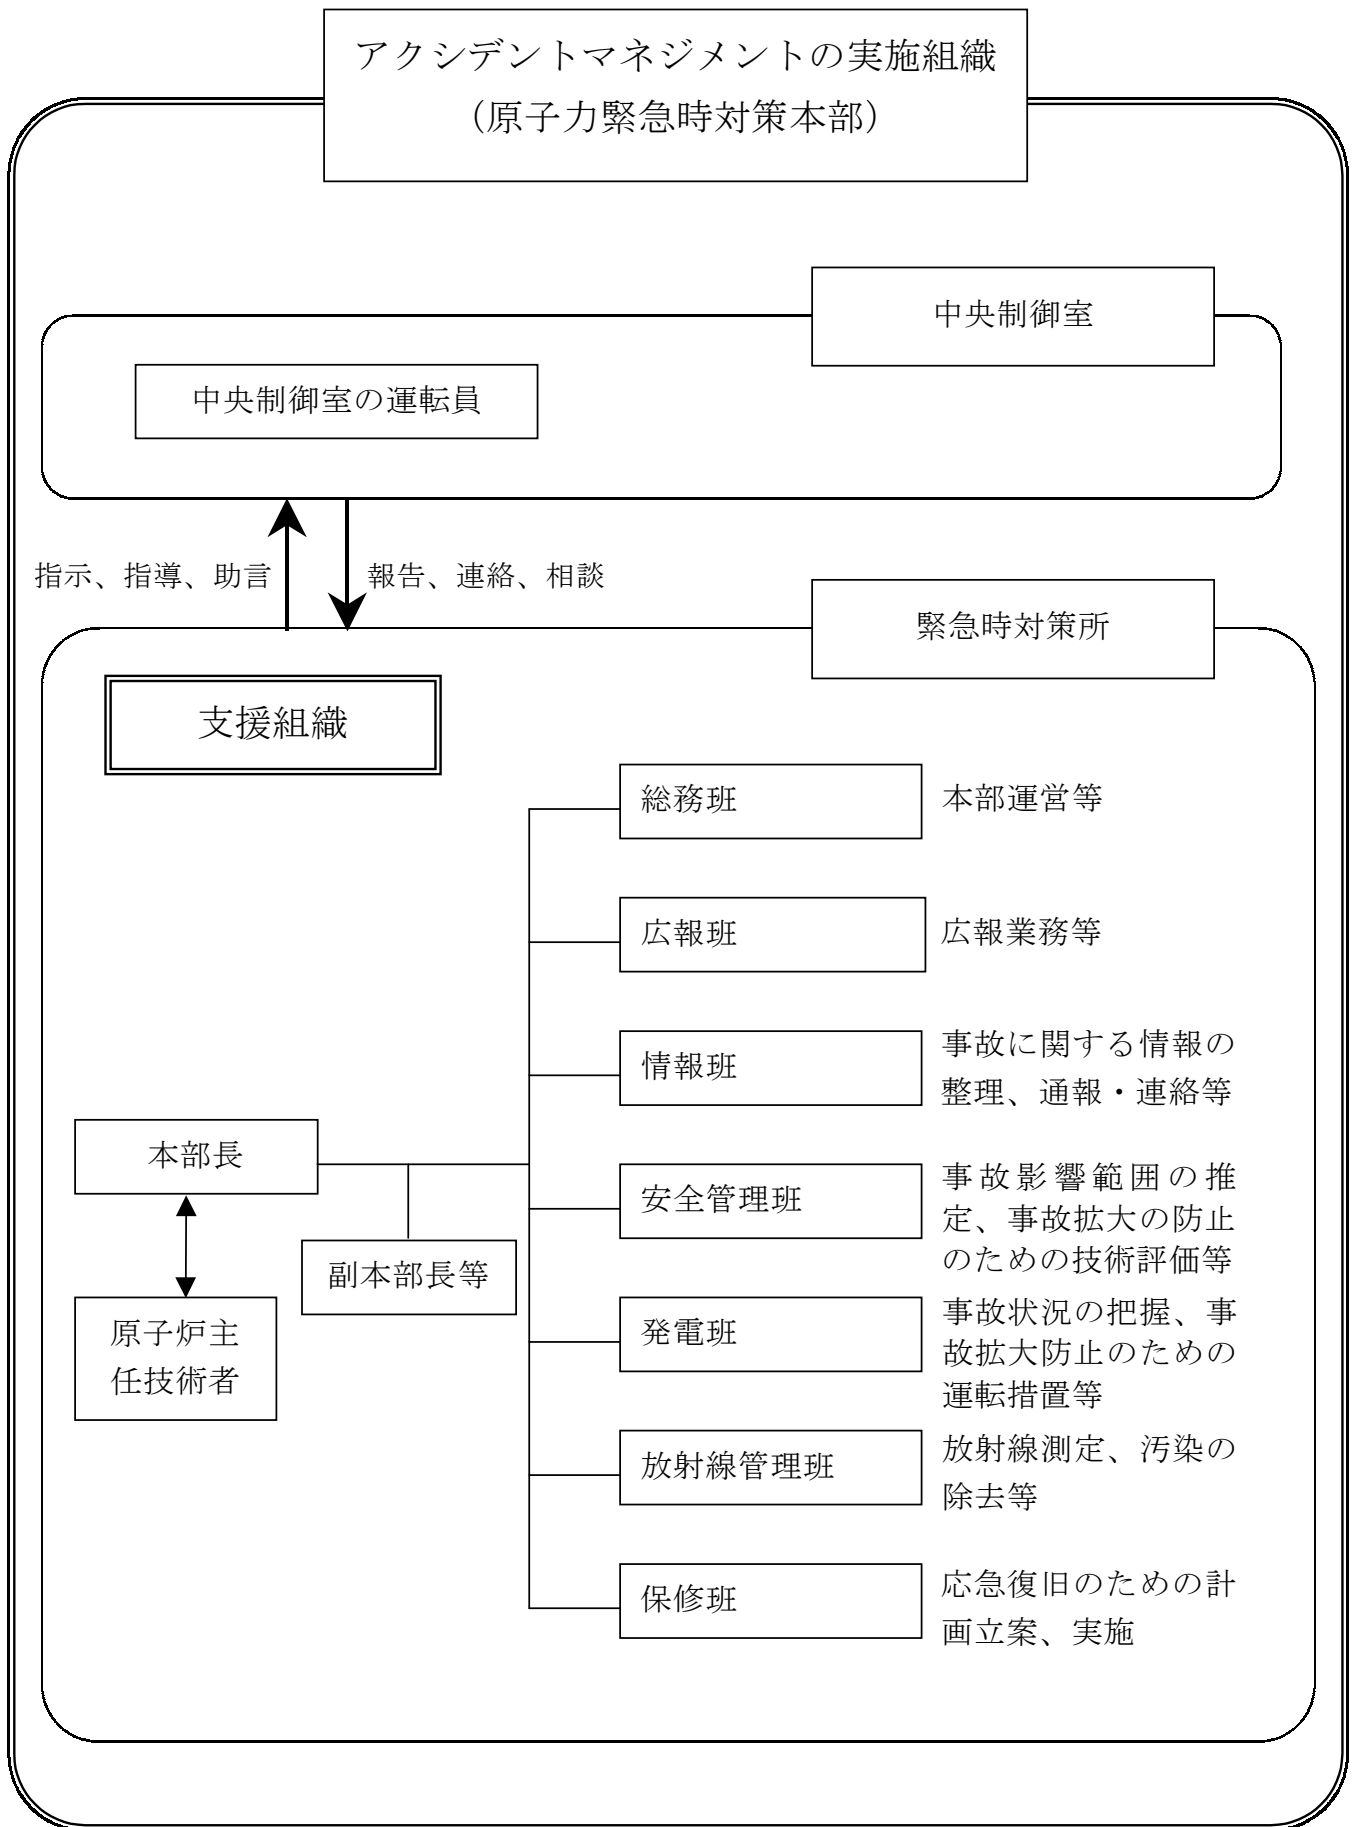 アクシデントマネジメントの実施組織
（原子力緊急時対策本部）
中央制御室
中央制御室の運転員
指示、指導、助言
報告、連絡、相談
緊急時対策所
支援組織
総務班
本部運営等
広報班
広報業務等
情報班
事故に関する情報の
整理、通報・連絡等
本部長
副本部長等
原子炉主
任技術者
安全管理班
事故影響範囲の推
定、事故拡大の防止
のための技術評価等
発電班
事故状況の把握、事
故拡大防止のための
運転措置等
放射線管理班
放射線測定、汚染の
除去等
保修班
応急復旧のための計
画立案、実施